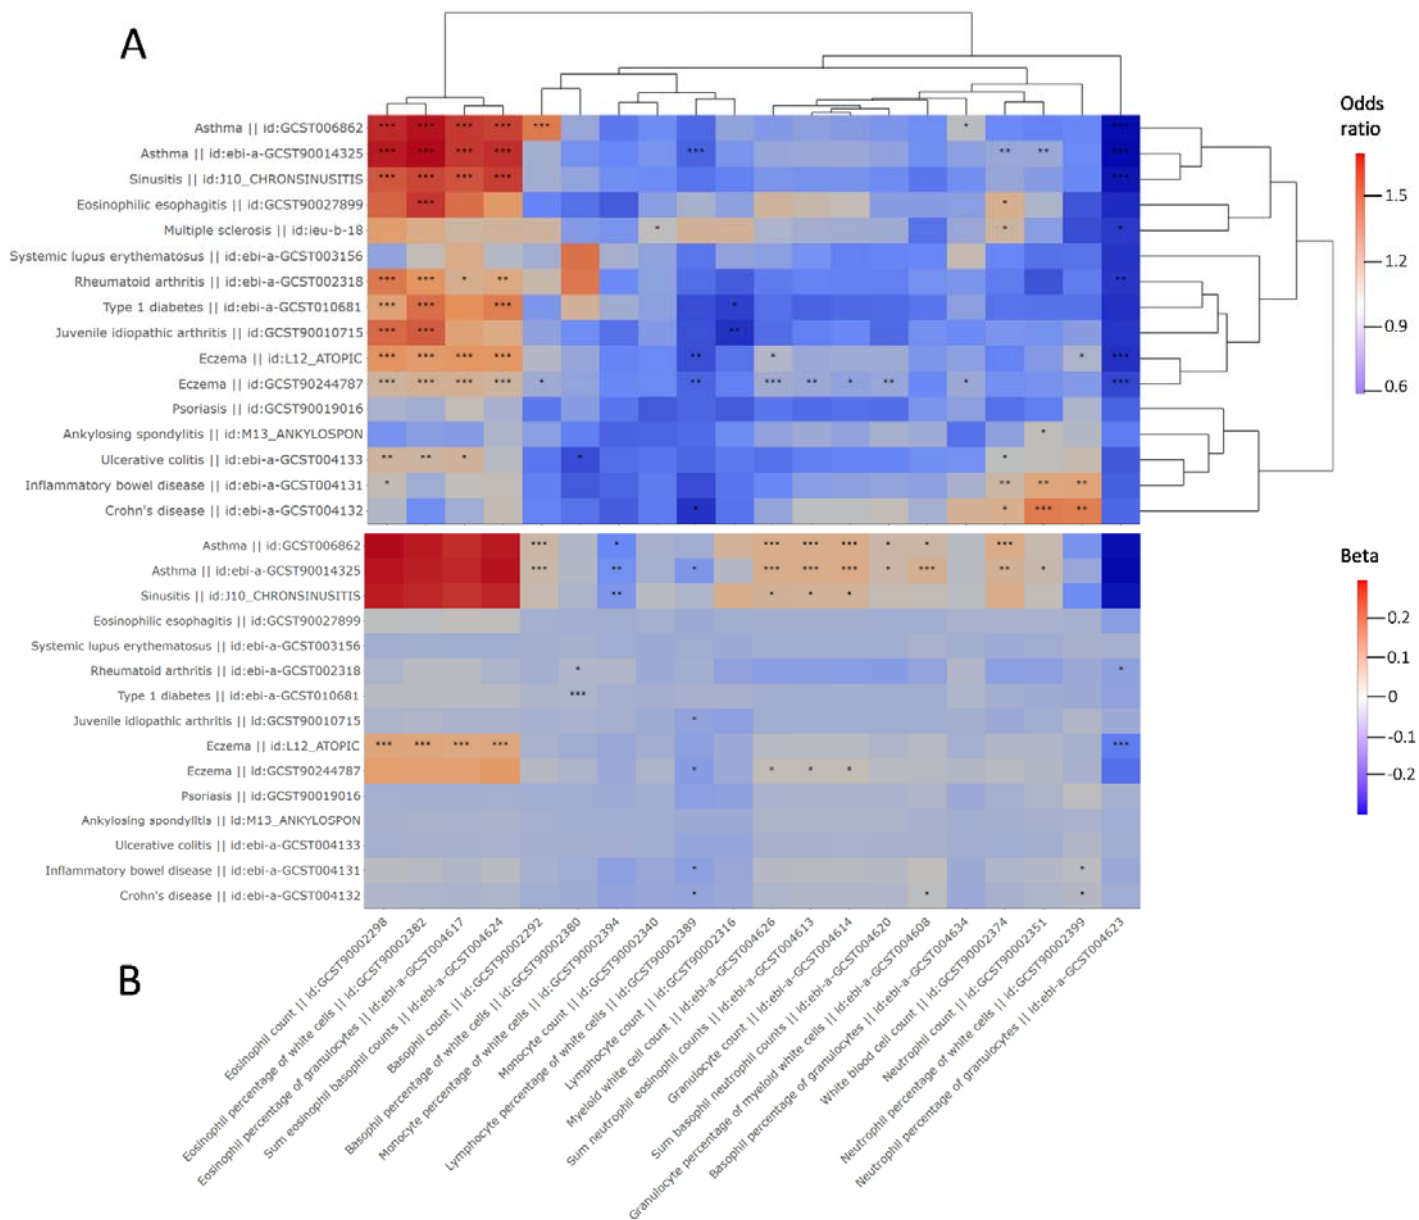 A
Odds
ratio
1.5
1.2
0.9
0.6
Asthma || id:GCST006862 *** *** *** *** *** * ***
Asthma || id:ebi-a-GCST90014325 *** *** *** *** *** ** ** ***
Sinusitis || id:J10_CHRONSINUSITIS *** *** *** *** ***
Eosinophilic esophagitis || id:GCST90027899 *** *
Multiple sclerosis || id:ieu-b-18 * * *
Systemic lupus erythematosus || id:ebi-a-GCST003156
Rheumatoid arthritis || id:ebi-a-GCST002318 *** *** * ** **
Type 1 diabetes || id:ebi-a-GCST010681 *** *** *** *
Juvenile idiopathic arthritis || id:GCST90010715 *** *** **
Eczema || id:L12_ATOPIC *** *** *** *** ** * * ***
Eczema || id:GCST90244787 *** *** *** *** * ** *** ** * ** * ***
Psoriasis || id:GCST90019016
Ankylosing spondylitis || id:M13_ANKYLOSPON *
Ulcerative colitis || id:ebi-a-GCST004133 ** ** * * *
Inflammatory bowel disease || id:ebi-a-GCST004131 * ** ** **
Crohn's disease || id:ebi-a-GCST004132 * * *** **
Beta
0.2
0.1
0
-0.1
-0.2
Asthma || id:GCST006862 *** * *** *** *** * * ***
Asthma || id:ebi-a-GCST90014325 *** ** * *** *** *** * *** ** *
Sinusitis || id:J10_CHRONSINUSITIS ** * * *
Eosinophilic esophagitis || id:GCST90027899
Systemic lupus erythematosus || id:ebi-a-GCST003156
Rheumatoid arthritis || id:ebi-a-GCST002318 * *
Type 1 diabetes || id:ebi-a-GCST010681 ***
Juvenile idiopathic arthritis || id:GCST90010715 *
Eczema || id:L12_ATOPIC *** *** *** *** ***
Eczema || id:GCST90244787 * * * *
Psoriasis || id:GCST90019016
Ankylosing spondylitis || id:M13_ANKYLOSPON
Ulcerative colitis || id:ebi-a-GCST004133
Inflammatory bowel disease || id:ebi-a-GCST004131 * *
Crohn's disease || id:ebi-a-GCST004132 * * *
B
Eosinophil count || id:GCST90002298
Eosinophil percentage of white cells || id:GCST90002382
Eosinophil percentage of granulocytes || id:ebi-a-GCST004617
Sum eosinophil basophil counts || id:ebi-a-GCST004624
Basophil count || id:GCST90002292
Basophil percentage of white cells || id:GCST90002380
Monocyte percentage of white cells || id:GCST90002394
Monocyte count || id:GCST90002340
Lymphocyte percentage of white cells || id:GCST90002389
Lymphocyte count || id:GCST90002316
Myeloid white cell count || id:ebi-a-GCST004626
Sum neutrophil eosinophil counts || id:ebi-a-GCST004613
Granulocyte count || id:ebi-a-GCST004614
Sum basophil neutrophil counts || id:ebi-a-GCST004620
Granulocyte percentage of myeloid white cells || id:ebi-a-GCST004608
Basophil percentage of granulocytes || id:ebi-a-GCST004634
White blood cell count || id:GCST90002374
Neutrophil count || id:GCST90002351
Neutrophil percentage of white cells || id:GCST90002399
Neutrophil percentage of granulocytes || id:ebi-a-GCST004623